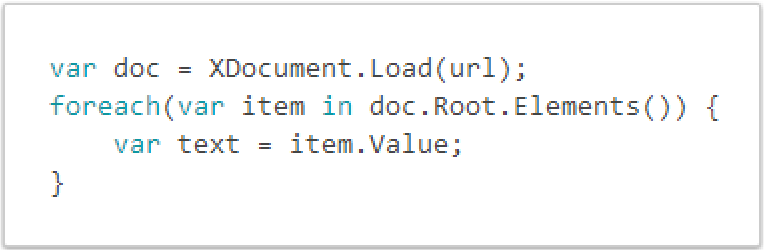 var doc = XDocument.Load(url);
foreach(var item in doc.Root.Elements()) {
    var text = item.Value;
}